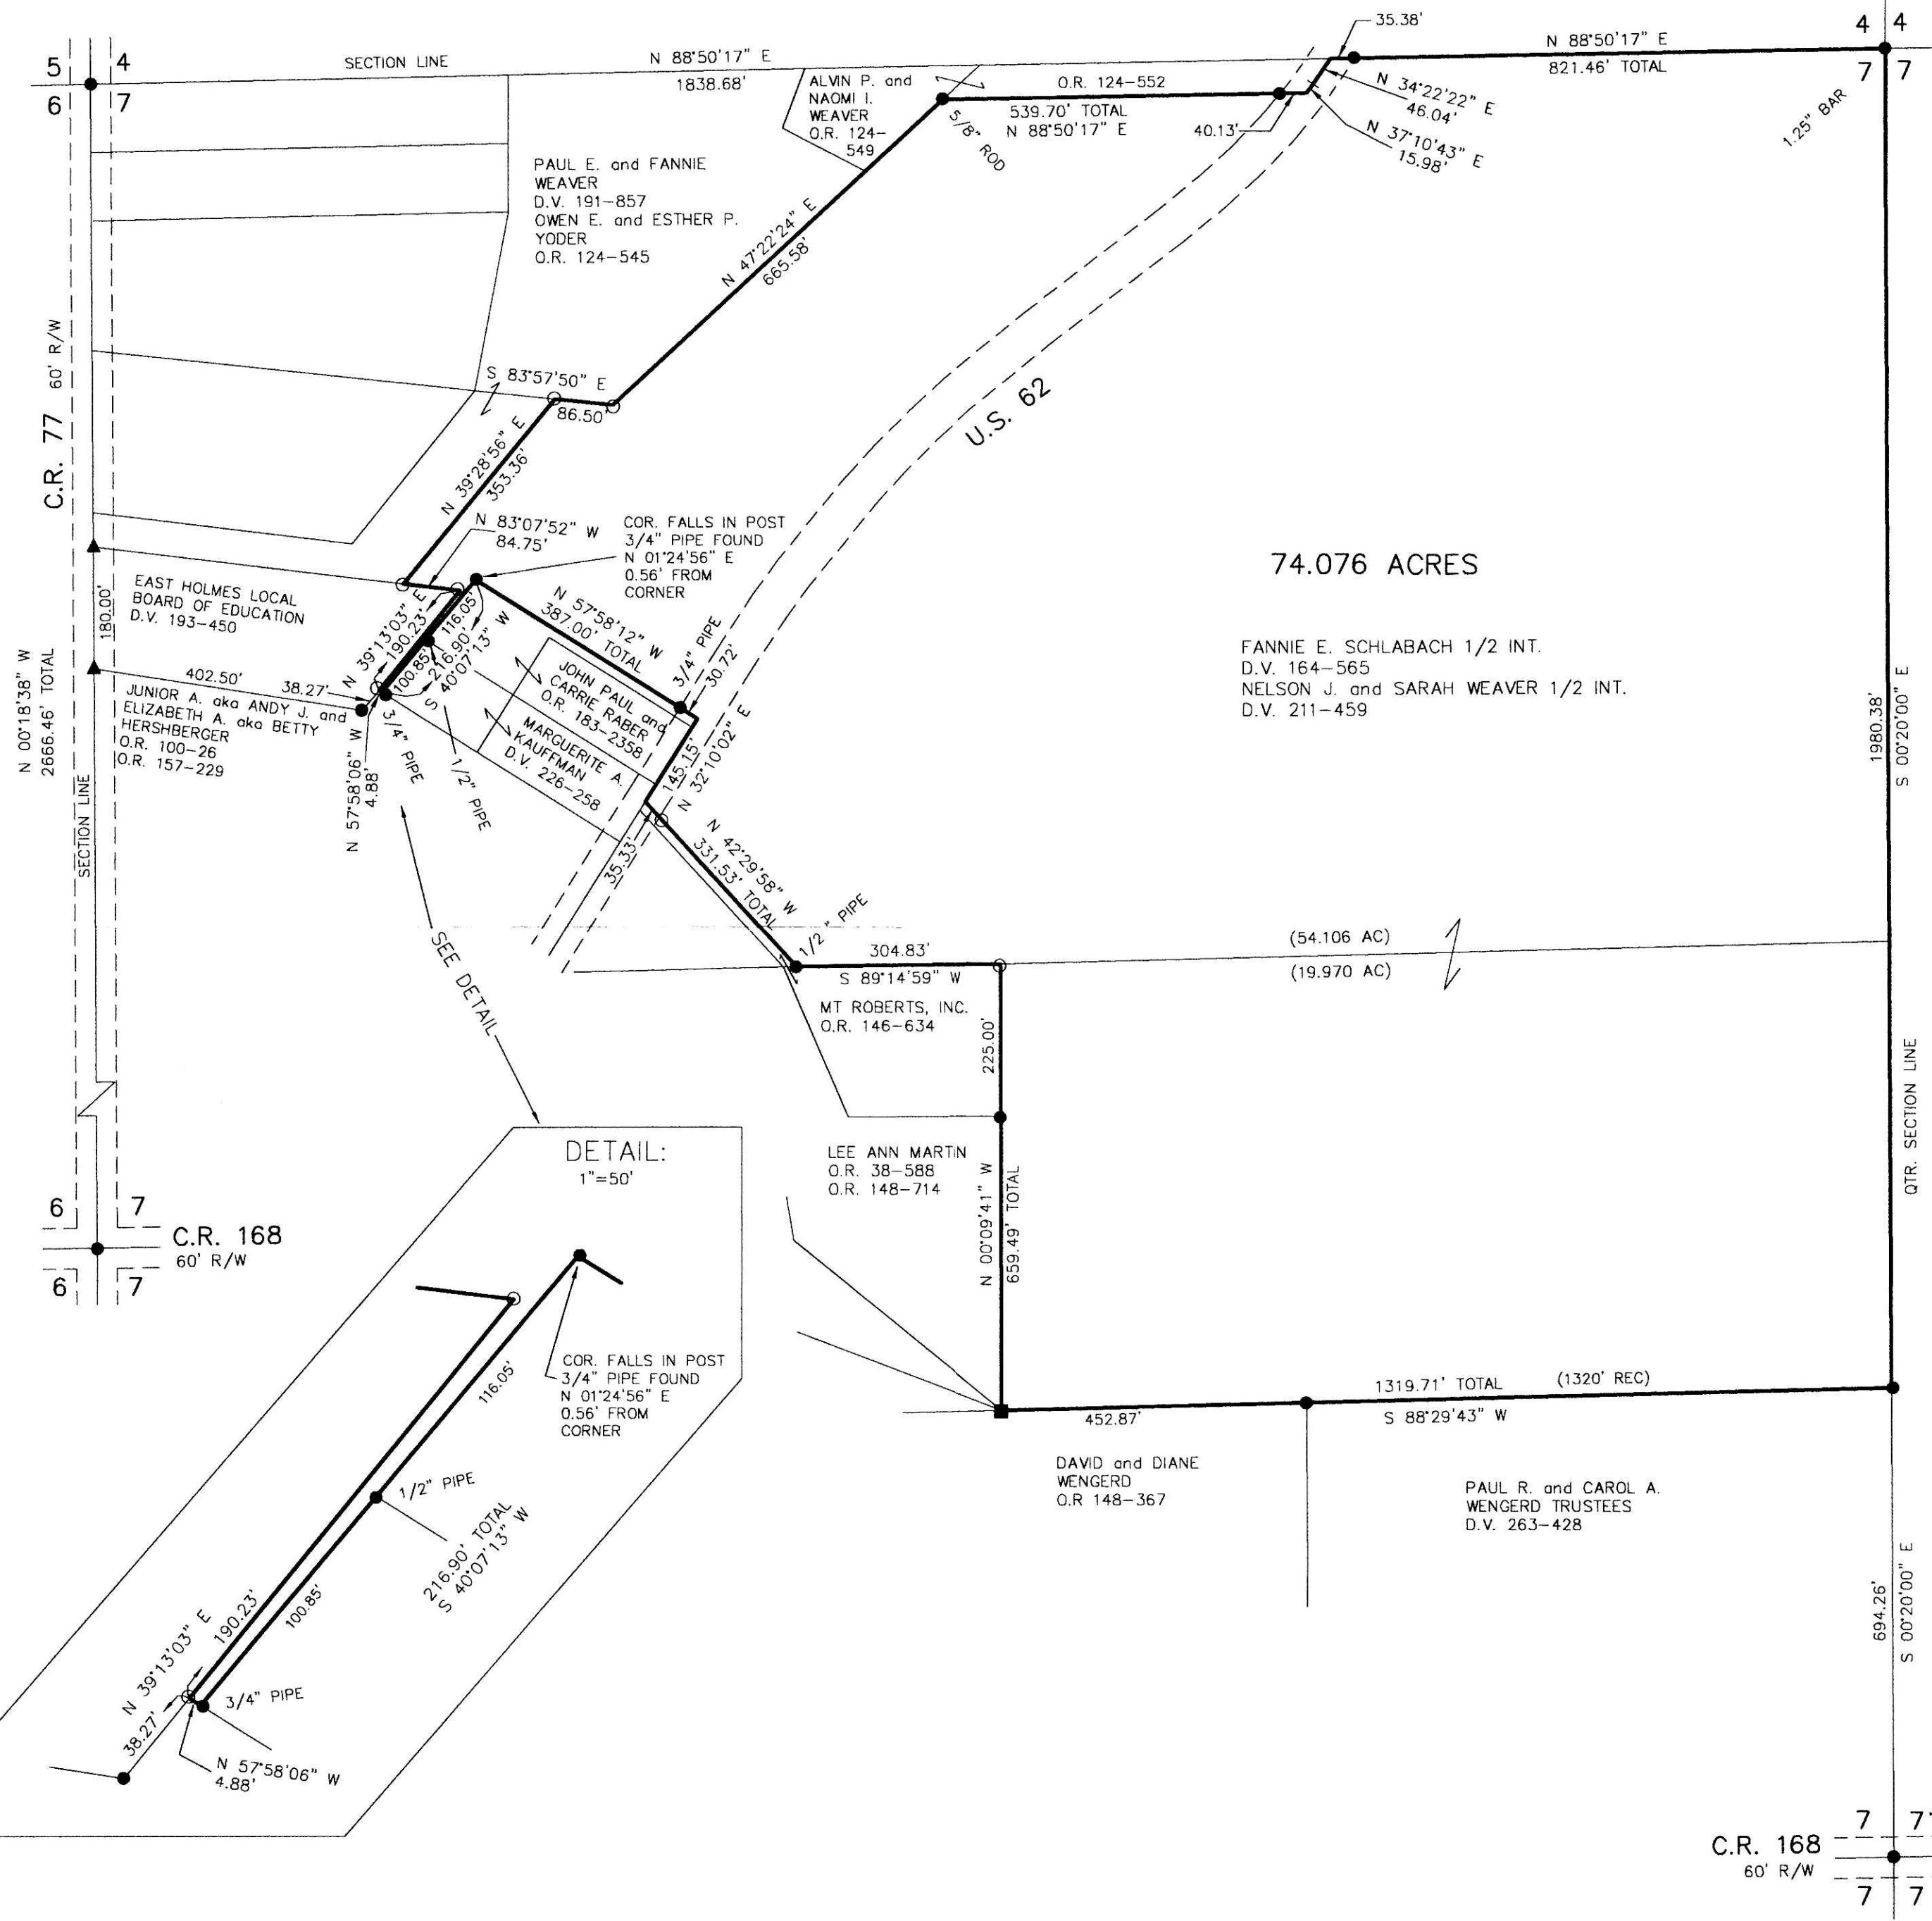 5 4
6 7
SECTION LINE
N 88°50'17" E
1838.68'
35.38'
N 88°50'17" E
821.46' TOTAL
4 4
7 7
ALVIN P. and
NAOMI I.
WEAVER
O.R. 124-
549
O.R. 124-552
539.70' TOTAL
N 88°50'17" E
5/8" ROD
40.13'
N 34°22'22" E
46.04'
N 37°10'43" E
15.98'
1.25" BAR
PAUL E. and FANNIE
WEAVER
D.V. 191-857
OWEN E. and ESTHER P.
YODER
O.R. 124-545
N 47°22'24" E
665.58'
C.R. 77 60' R/W
S 83°57'50" E
86.50'
U.S. 62
N 39°28'56" E
353.36'
N 83°07'52" W
84.75'
COR. FALLS IN POST
3/4" PIPE FOUND
N 01°24'56" E
0.56' FROM
CORNER
74.076 ACRES
FANNIE E. SCHLABACH 1/2 INT.
D.V. 164-565
NELSON J. and SARAH WEAVER 1/2 INT.
D.V. 211-459
EAST HOLMES LOCAL
BOARD OF EDUCATION
D.V. 193-450
180.00'
N 00°18'38" W
2666.46' TOTAL
SECTION LINE
402.50'
38.27'
JUNIOR A. aka ANDY J. and
ELIZABETH A. aka BETTY
HERSHBERGER
O.R. 100-26
O.R. 157-229
N 39°13'03" E
190.23'
116.05'
100.85'
216.90'
S 40°07'13" W
N 57°58'12" W
387.00' TOTAL
3/4" PIPE
30.72'
JOHN PAUL and
CARRIE RABER
O.R. 183-2358
MARGUERITE A.
KAUFFMAN
D.V. 226-258
145.15'
N 32°10'02" E
N 57°58'06" W
4.88'
3/4" PIPE
1/2" PIPE
35.33'
N 42°29'58" W
331.53' TOTAL
1/2" PIPE
1980.38'
S 00°20'00" E
SEE DETAIL
304.83'
S 89°14'59" W
(54.106 AC)
(19.970 AC)
MT ROBERTS, INC.
O.R. 146-634
225.00'
QTR. SECTION LINE
DETAIL:
1"=50'
LEE ANN MARTIN
O.R. 38-588
O.R. 148-714
N 00°09'41" W
659.49' TOTAL
6 7
C.R. 168
60' R/W
6 7
COR. FALLS IN POST
3/4" PIPE FOUND
N 01°24'56" E
0.56' FROM
CORNER
116.05'
1/2" PIPE
216.90' TOTAL
S 40°07'13" W
100.85'
190.23'
N 39°13'03" E
3/4" PIPE
38.27'
N 57°58'06" W
4.88'
452.87'
1319.71' TOTAL (1320' REC)
S 88°29'43" W
DAVID and DIANE
WENGERD
O.R 148-367
PAUL R. and CAROL A.
WENGERD TRUSTEES
D.V. 263-428
694.26'
S 00°20'00" E
7 7
C.R. 168
60' R/W
7 7